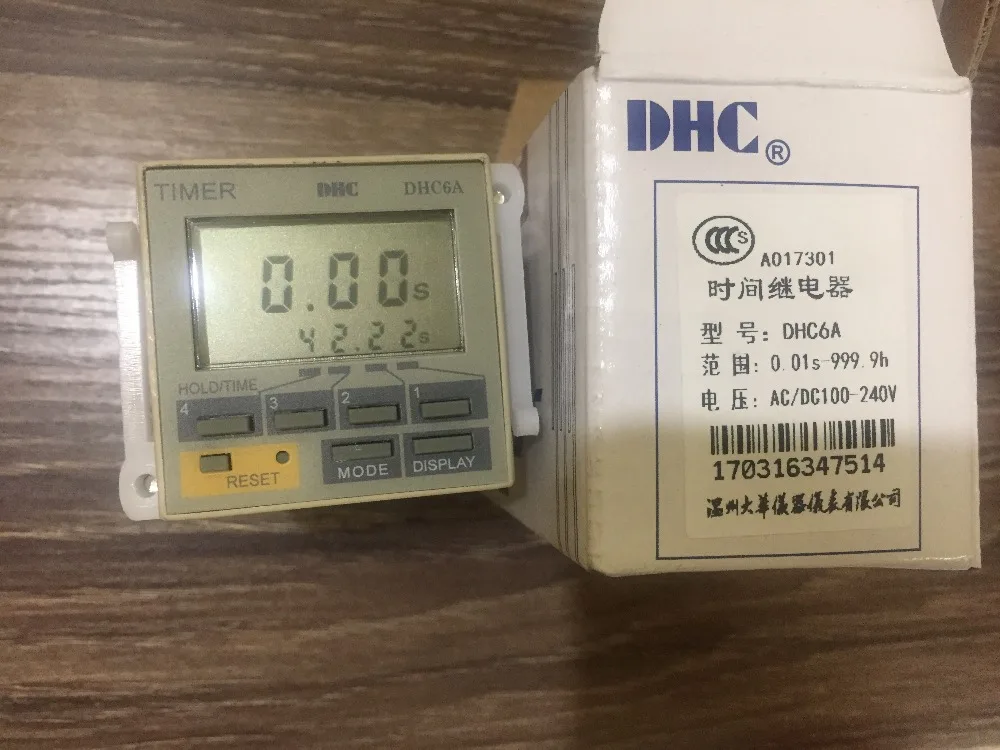 TIMER DHC DHC6A
0.00s
42.22s
HOLD/TIME
4 3 2 1
RESET MODE DISPLAY
DHC®
CCC S A017301
时间继电器
型号: DHC6A
范围: 0.01s-999.9h
电压: AC/DC100-240V
170316347514
温州大华仪器仪表有限公司